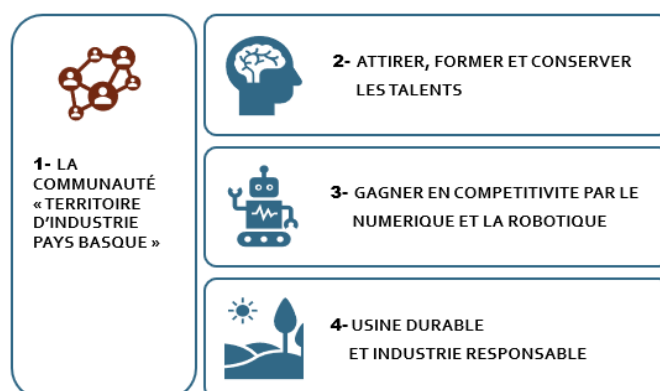 1- LA
COMMUNAUTÉ
« TERRITOIRE
D'INDUSTRIE
PAYS BASQUE »
2- ATTIRER, FORMER ET CONSERVER
LES TALENTS
3- GAGNER EN COMPETITIVITE PAR LE
NUMERIQUE ET LA ROBOTIQUE
4- USINE DURABLE
ET INDUSTRIE RESPONSABLE